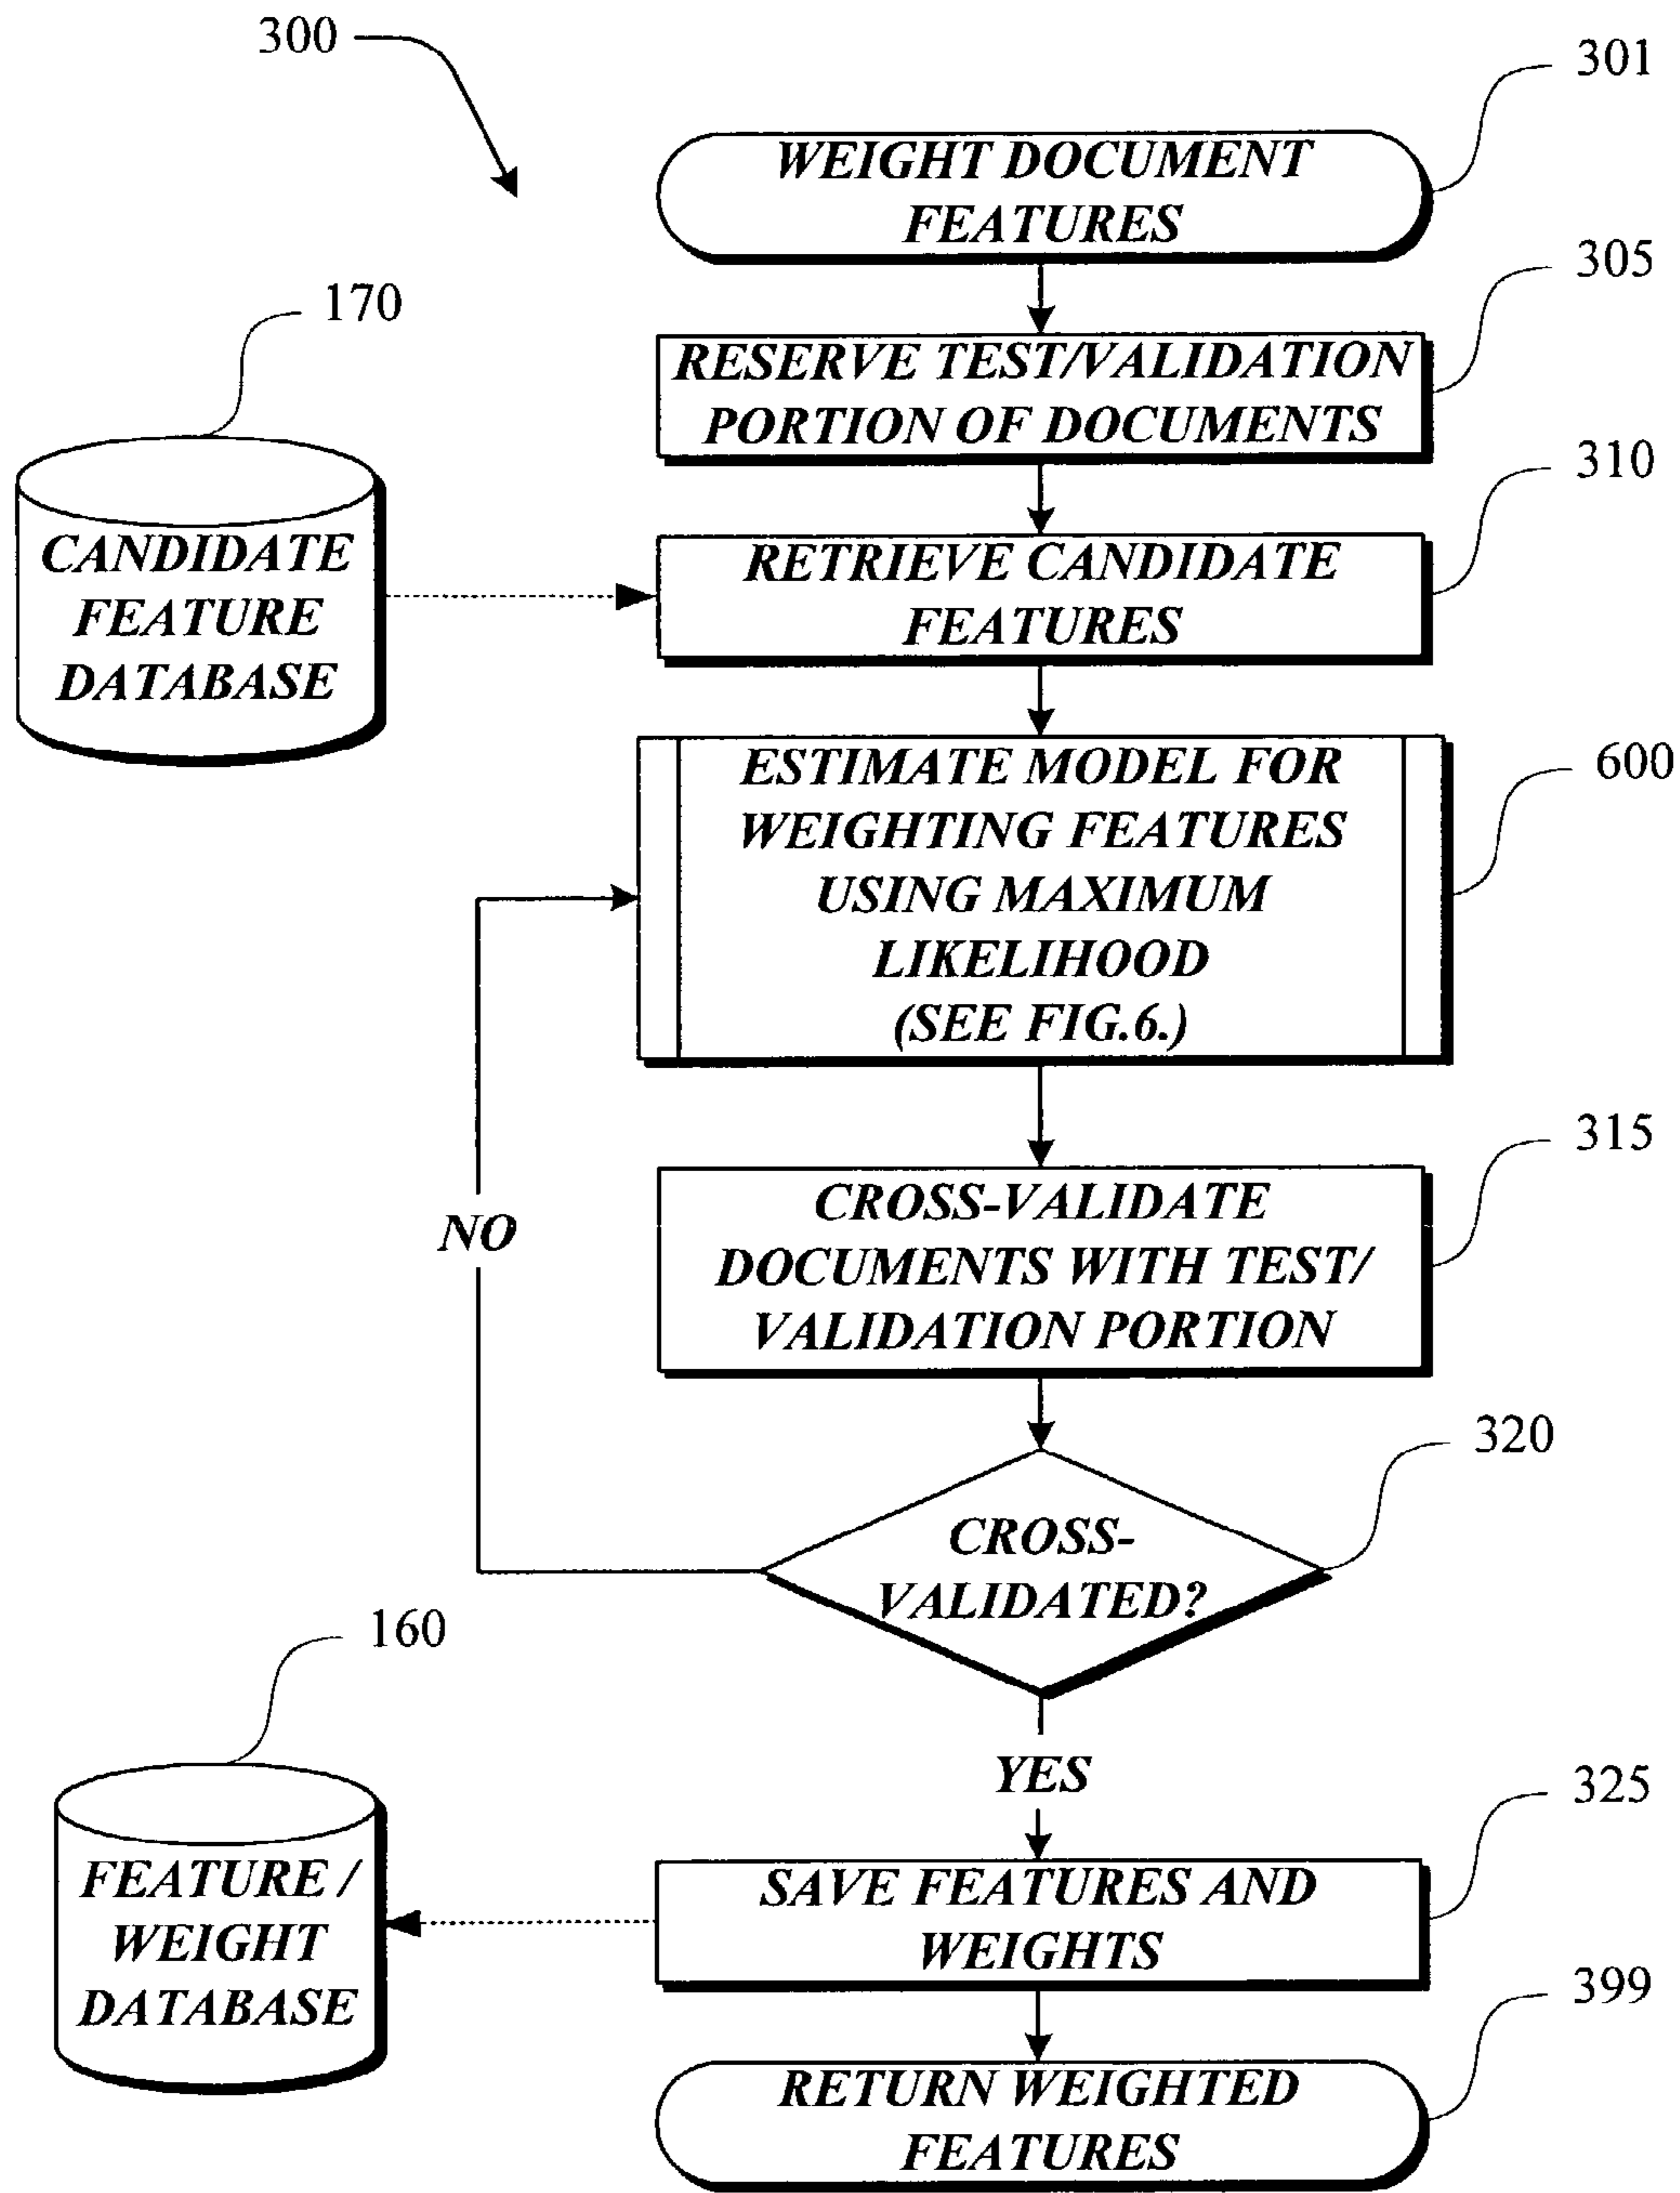 300
301
WEIGHT DOCUMENT
FEATURES
305
170
RESERVE TEST/VALIDATION
PORTION OF DOCUMENTS
310
CANDIDATE
FEATURE
DATABASE
RETRIEVE CANDIDATE
FEATURES
600
ESTIMATE MODEL FOR
WEIGHTING FEATURES
USING MAXIMUM
LIKELIHOOD
(SEE FIG.6.)
315
CROSS-VALIDATE
DOCUMENTS WITH TEST/
VALIDATION PORTION
NO
320
CROSS-
VALIDATED?
160
YES
325
FEATURE /
WEIGHT
DATABASE
SAVE FEATURES AND
WEIGHTS
399
RETURN WEIGHTED
FEATURES